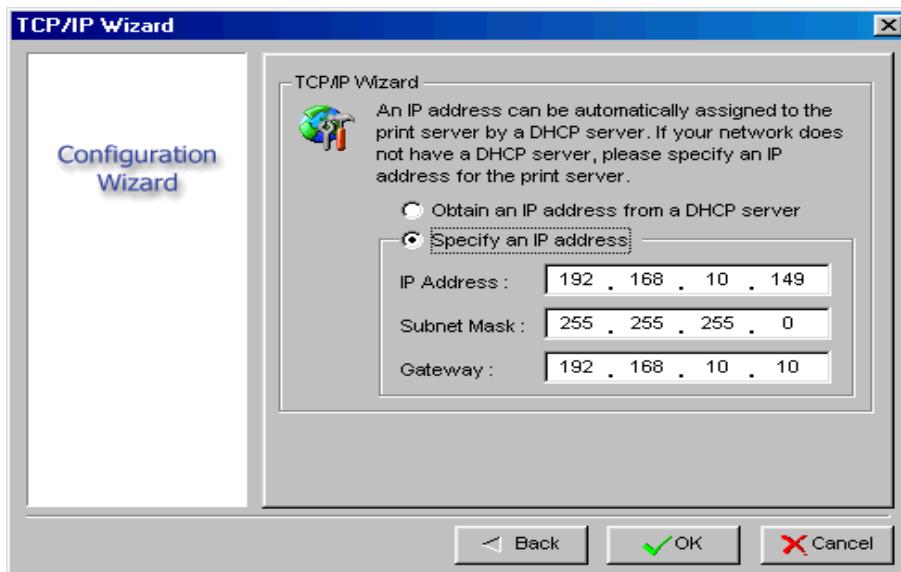 TCP/IP Wizard
Configuration
Wizard
TCP/IP Wizard
An IP address can be automatically assigned to the
print server by a DHCP server. If your network does
not have a DHCP server, please specify an IP
address for the print server.
Obtain an IP address from a DHCP server
Specify an IP address
IP Address : 192 . 168 . 10 . 149
Subnet Mask : 255 . 255 . 255 . 0
Gateway : 192 . 168 . 10 . 10
Back
OK
Cancel